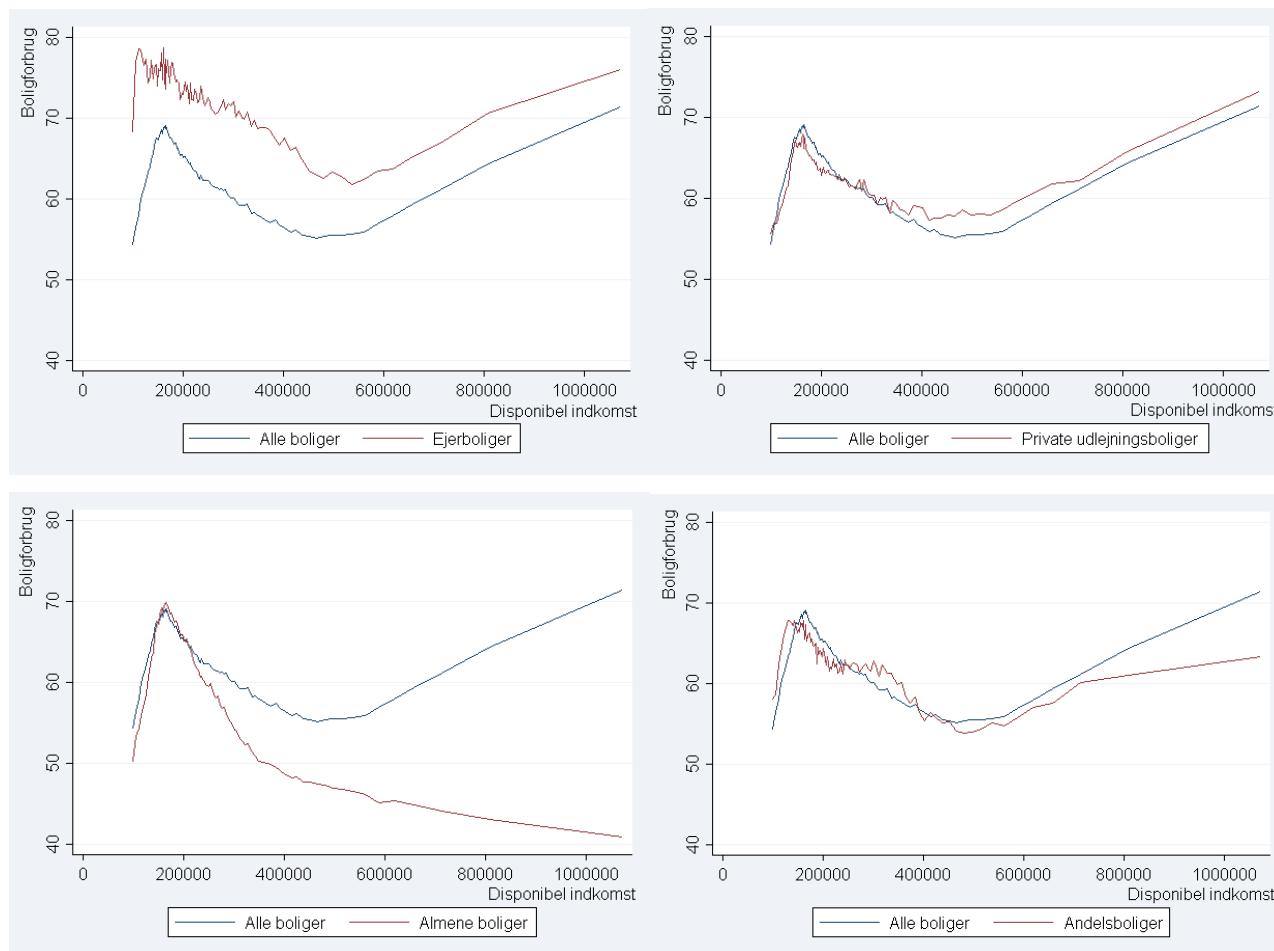 Boligforbrug
80
70
60
50
40
0 200000 400000 600000 800000 1000000
Disponibel indkomst
Alle boliger Ejerboliger
Boligforbrug
80
70
60
50
40
0 200000 400000 600000 800000 1000000
Disponibel indkomst
Alle boliger Private udlejningsboliger
Boligforbrug
80
70
60
50
40
0 200000 400000 600000 800000 1000000
Disponibel indkomst
Alle boliger Almene boliger
Boligforbrug
80
70
60
50
40
0 200000 400000 600000 800000 1000000
Disponibel indkomst
Alle boliger Andelsboliger